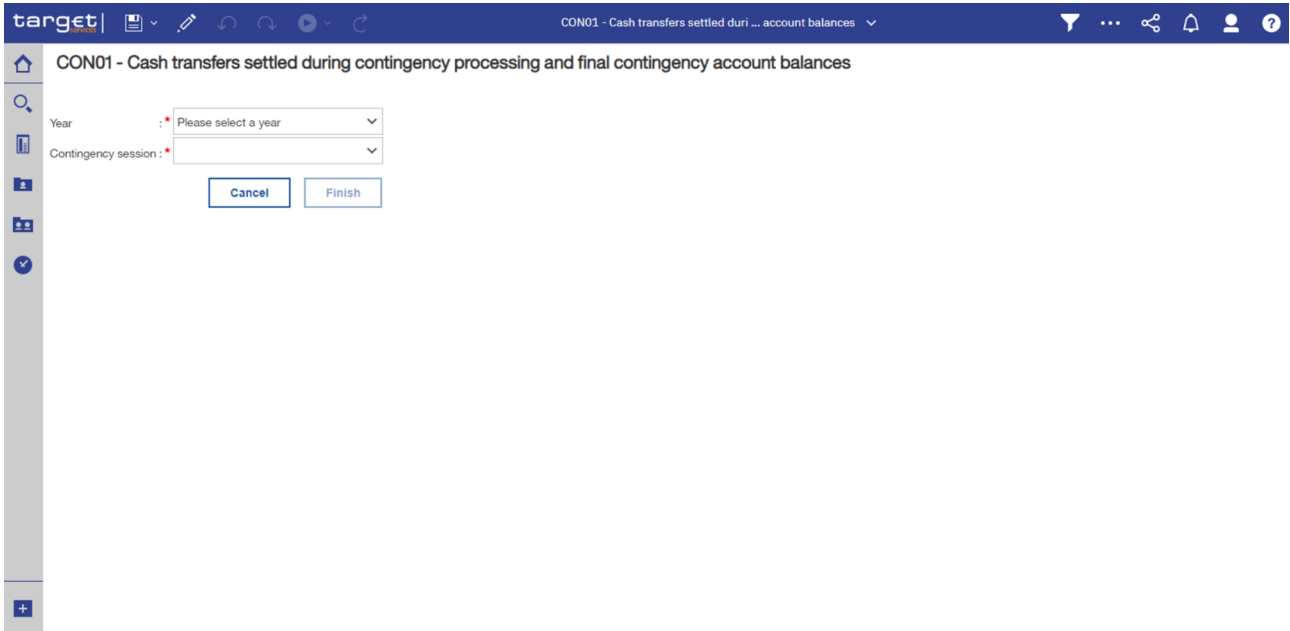 target|
services
CON01 - Cash transfers settled duri ... account balances
CON01 - Cash transfers settled during contingency processing and final contingency account balances
Year : * Please select a year
Contingency session : *
Cancel Finish